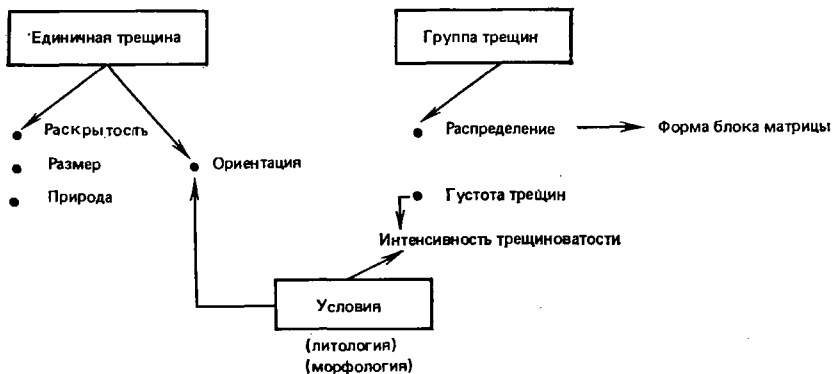 Единичная трещина
Группа трещин
Раскрытость
Распределение
Форма блока матрицы
Размер
Ориентация
Природа
Густота трещин
Интенсивность трещиноватости
Условия
(литология)
(морфология)